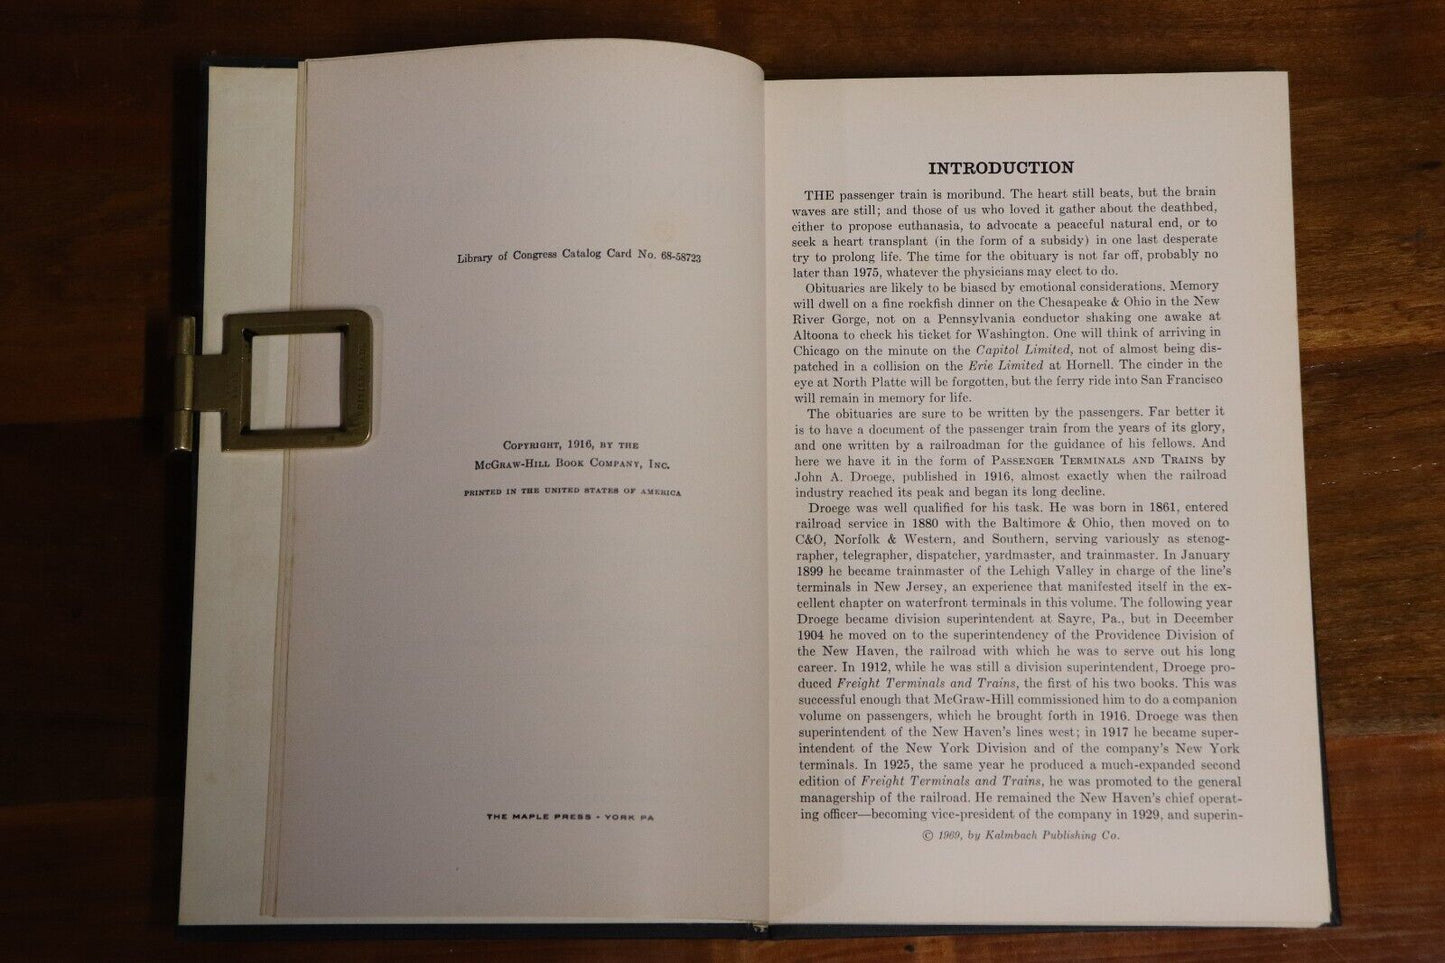 Library of Congress Catalog Card No. 68-58723
COPYRIGHT, 1916, BY THE
MCGRAW-HILL BOOK COMPANY, INC.
PRINTED IN THE UNITED STATES OF AMERICA
THE MAPLE PRESS - YORK PA
INTRODUCTION
THE passenger train is moribund. The heart still beats, but the brain
waves are still; and those of us who loved it gather about the deathbed,
either to propose euthanasia, to advocate a peaceful natural end, or to
seek a heart transplant (in the form of a subsidy) in one last desperate
try to prolong life. The time for the obituary is not far off, probably no
later than 1975, whatever the physicians may elect to do.
Obituaries are likely to be biased by emotional considerations. Memory
will dwell on a fine rockfish dinner on the Chesapeake & Ohio in the New
River Gorge, not on a Pennsylvania conductor shaking one awake at
Altoona to check his ticket for Washington. One will think of arriving in
Chicago on the minute on the Capitol Limited, not of almost being dis-
patched in a collision on the Erie Limited at Hornell. The cinder in the
eye at North Platte will be forgotten, but the ferry ride into San Francisco
will remain in memory for life.
The obituaries are sure to be written by the passengers. Far better it
is to have a document of the passenger train from the years of its glory,
and one written by a railroadman for the guidance of his fellows. And
here we have it in the form of PASSENGER TERMINALS AND TRAINS by
John A. Droege, published in 1916, almost exactly when the railroad
industry reached its peak and began its long decline.
Droege was well qualified for his task. He was born in 1861, entered
railroad service in 1880 with the Baltimore & Ohio, then moved on to
C&O, Norfolk & Western, and Southern, serving variously as stenog-
rapher, telegrapher, dispatcher, yardmaster, and trainmaster. In January
1899 he became trainmaster of the Lehigh Valley in charge of the line's
terminals in New Jersey, an experience that manifested itself in the ex-
cellent chapter on waterfront terminals in this volume. The following year
Droege became division superintendent at Sayre, Pa., but in December
1904 he moved on to the superintendency of the Providence Division of
the New Haven, the railroad with which he was to serve out his long
career. In 1912, while he was still a division superintendent, Droege pro-
duced Freight Terminals and Trains, the first of his two books. This was
successful enough that McGraw-Hill commissioned him to do a companion
volume on passengers, which he brought forth in 1916. Droege was then
superintendent of the New Haven's lines west; in 1917 he became super-
intendent of the New York Division and of the company's New York
terminals. In 1925, the same year he produced a much-expanded second
edition of Freight Terminals and Trains, he was promoted to the general
managership of the railroad. He remained the New Haven's chief operat-
ing officer—becoming vice-president of the company in 1929, and superin-
© 1969, by Kalmbach Publishing Co.